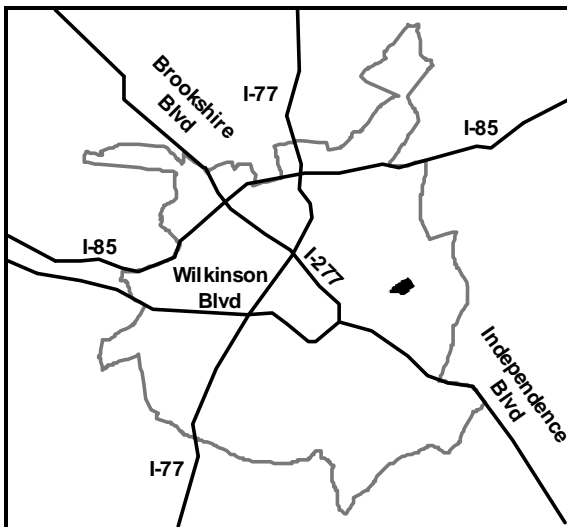 Brookshire
Blvd
I-77
I-85
I-85
I-277
Wilkinson
Blvd
Independence
Blvd
I-77